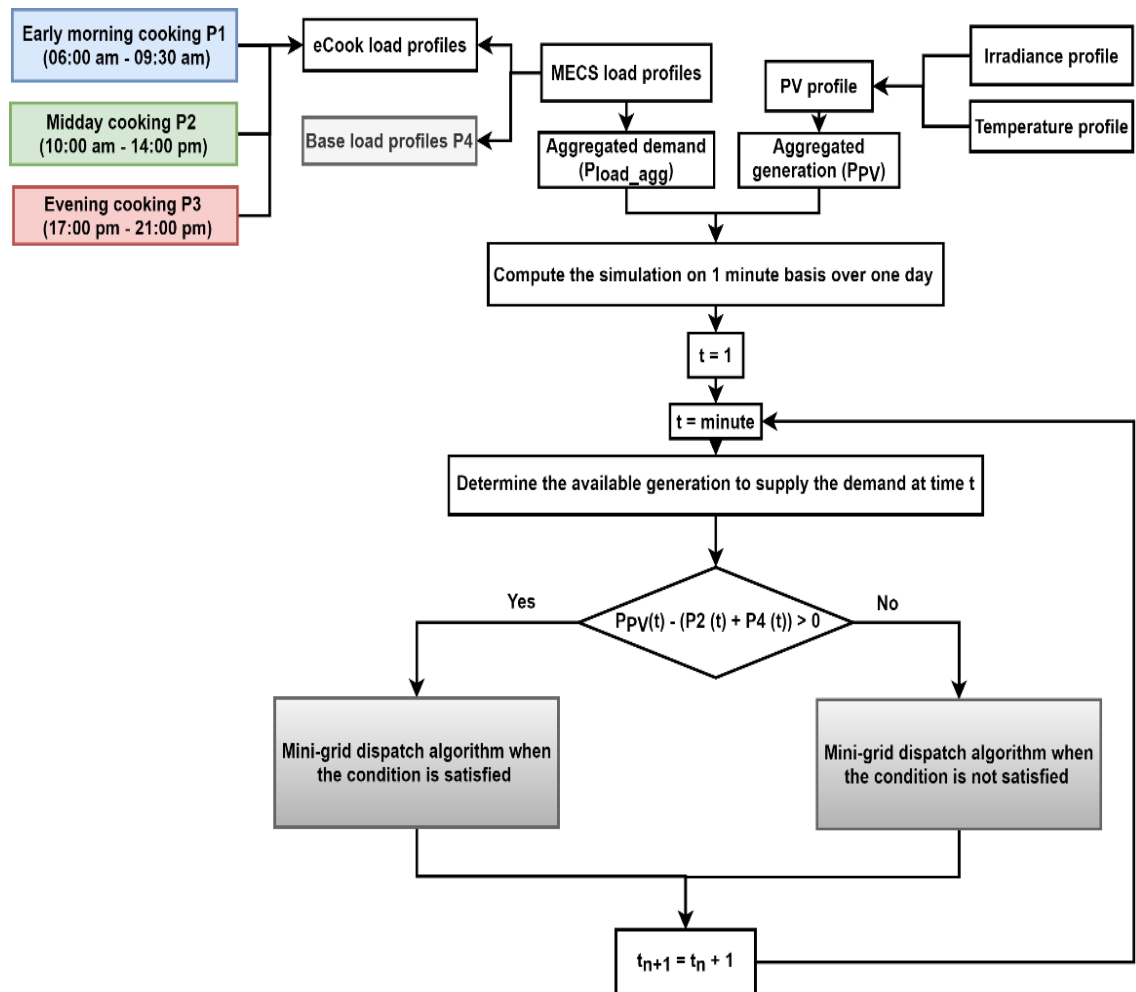 Early morning cooking P1
(06:00 am - 09:30 am)
eCook load profiles
MECS load profiles
PV profile
Irradiance profile
Temperature profile
Midday cooking P2
(10:00 am - 14:00 pm)
Base load profiles P4
Aggregated demand
(Pload_agg)
Aggregated
generation (PPV)
Evening cooking P3
(17:00 pm - 21:00 pm)
Compute the simulation on 1 minute basis over one day
t = 1
t = minute
Determine the available generation to supply the demand at time t
Yes
PPV(t) - (P2 (t) + P4 (t)) > 0
No
Mini-grid dispatch algorithm when
the condition is satisfied
Mini-grid dispatch algorithm when
the condition is not satisfied
tn+1 = tn + 1